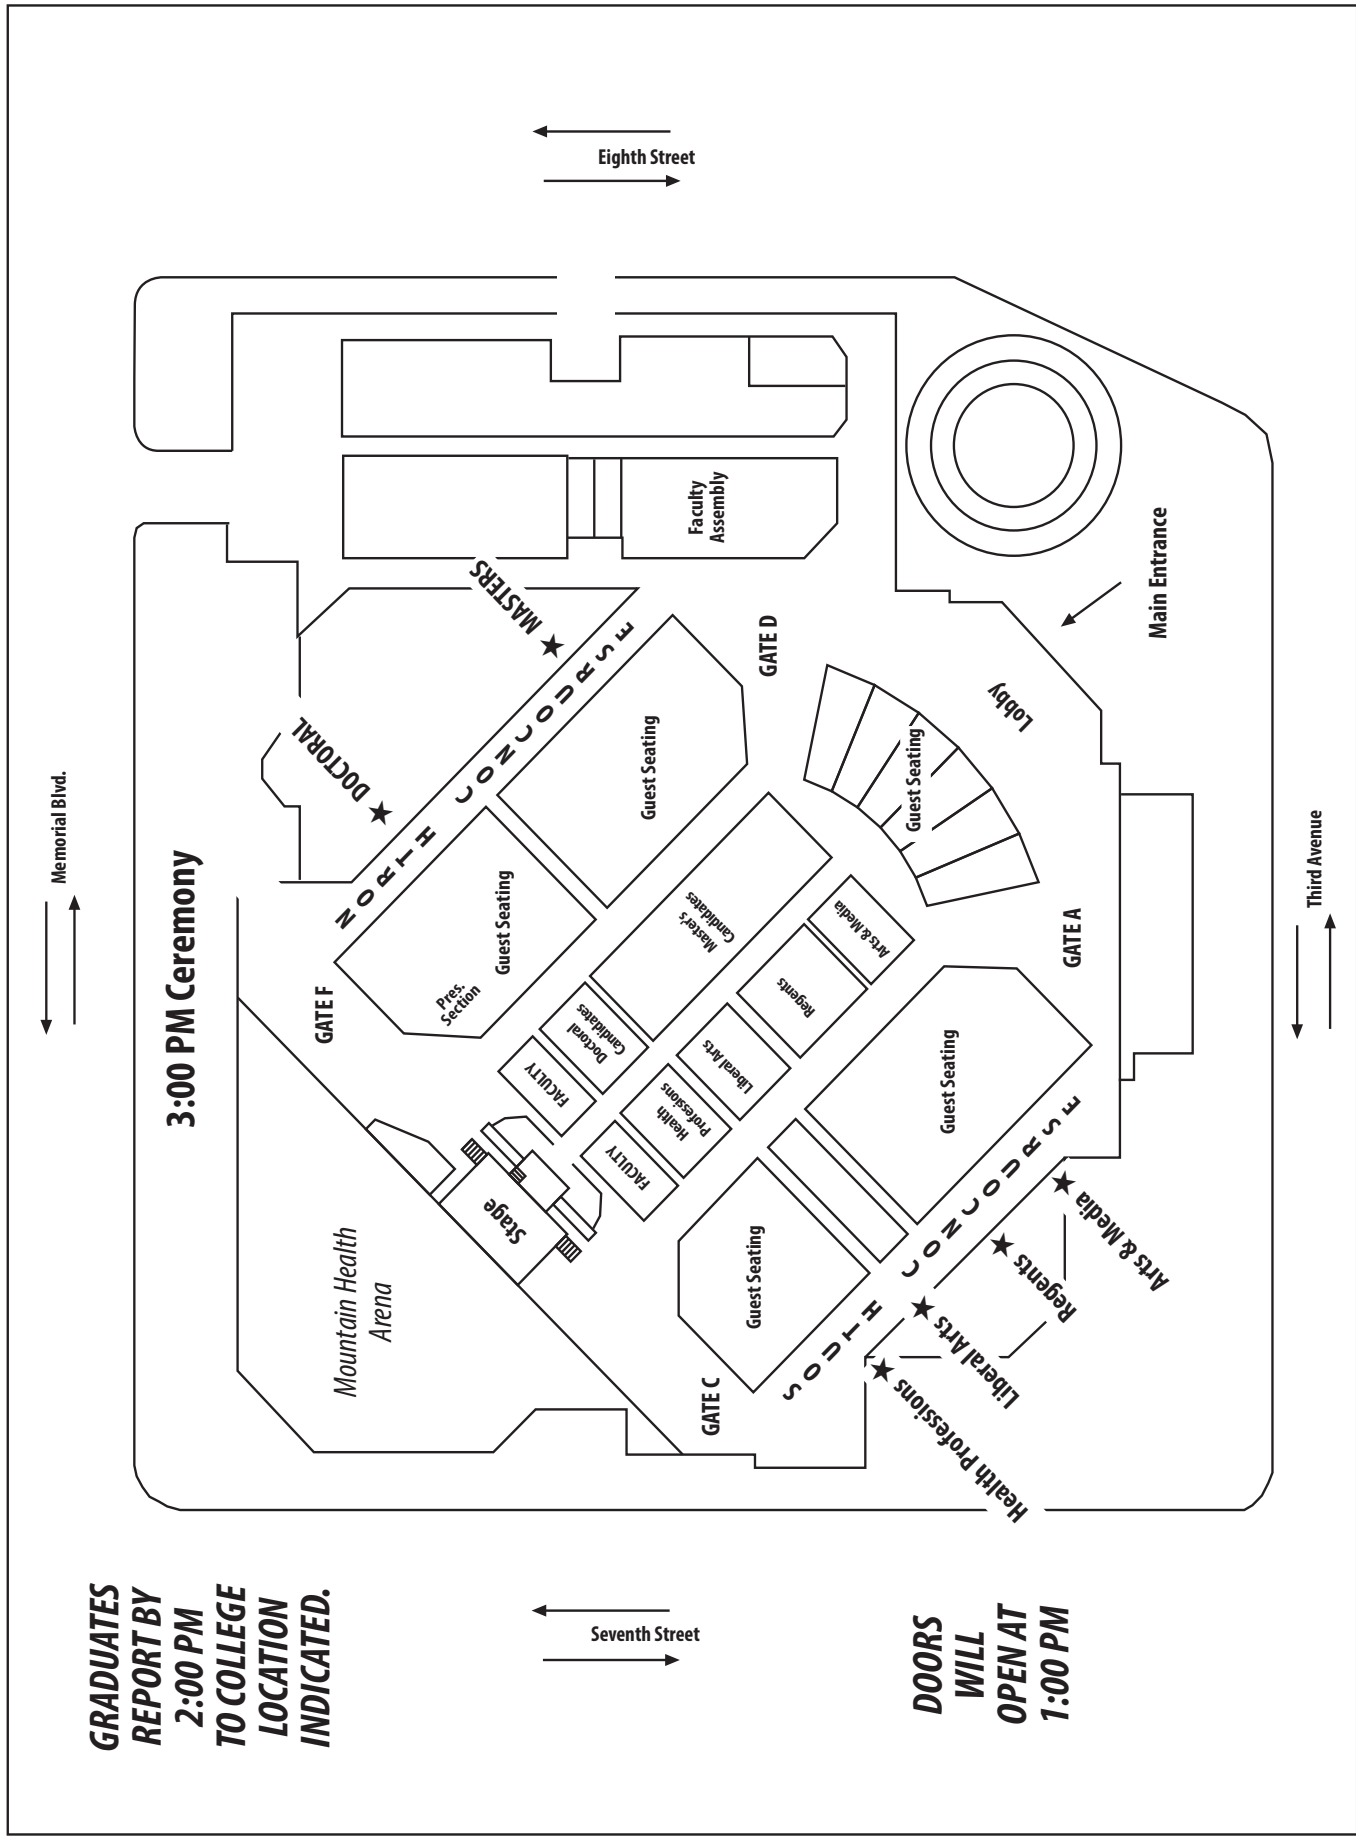 GRADUATES
REPORT BY
2:00 PM
TO COLLEGE
LOCATION
INDICATED.
Memorial Blvd.
3:00 PM Ceremony
Seventh Street
Eighth Street
Mountain Health
Arena
GATE F
DOCTORAL
MASTERS
NORTH CONCOURSE
Pres.
Section
Guest Seating
Guest Seating
Faculty
Assembly
Stage
FACULTY
Doctoral
Candidates
Master's
Candidates
GATE D
FACULTY
Health
Professions
Liberal Arts
Regents
Arts & Media
Guest Seating
GATE C
Guest Seating
Guest Seating
SOUTH CONCOURSE
GATE A
Lobby
Main Entrance
Health Professions
Liberal Arts
Regents
Arts & Media
DOORS
WILL
OPEN AT
1:00 PM
Third Avenue